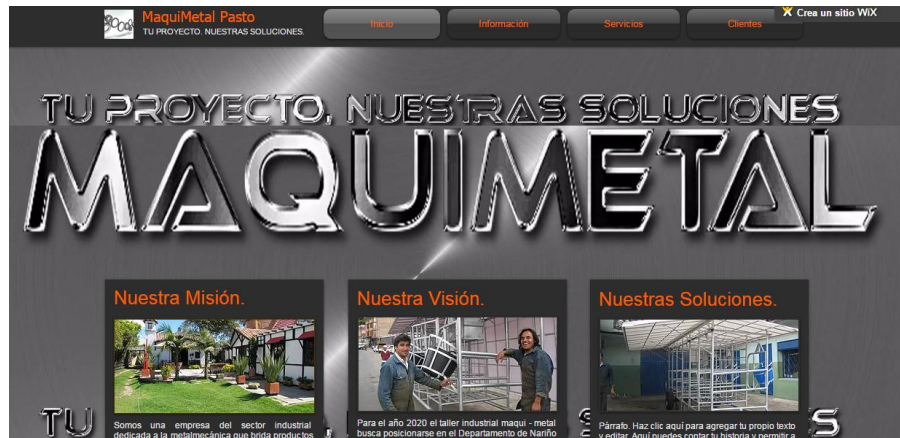 MaquiMetal Pasto
TU PROYECTO. NUESTRAS SOLUCIONES.
Inicio
Información
Servicios
Clientes
Crea un sitio WiX
TU PROYECTO, NUESTRAS SOLUCIONES
MAQUIMETAL
Nuestra Misión.
Nuestra Visión.
Nuestras Soluciones.
Somos una empresa del sector industrial
dedicada a la metalmecánica que brida productos
Para el año 2020 el taller industrial maqui - metal
busca posicionarse en el Departamento de Nariño
Párrafo. Haz clic aquí para agregar tu propio texto
y editar. Aquí puedes contar tu historia y permitir a
TU
S